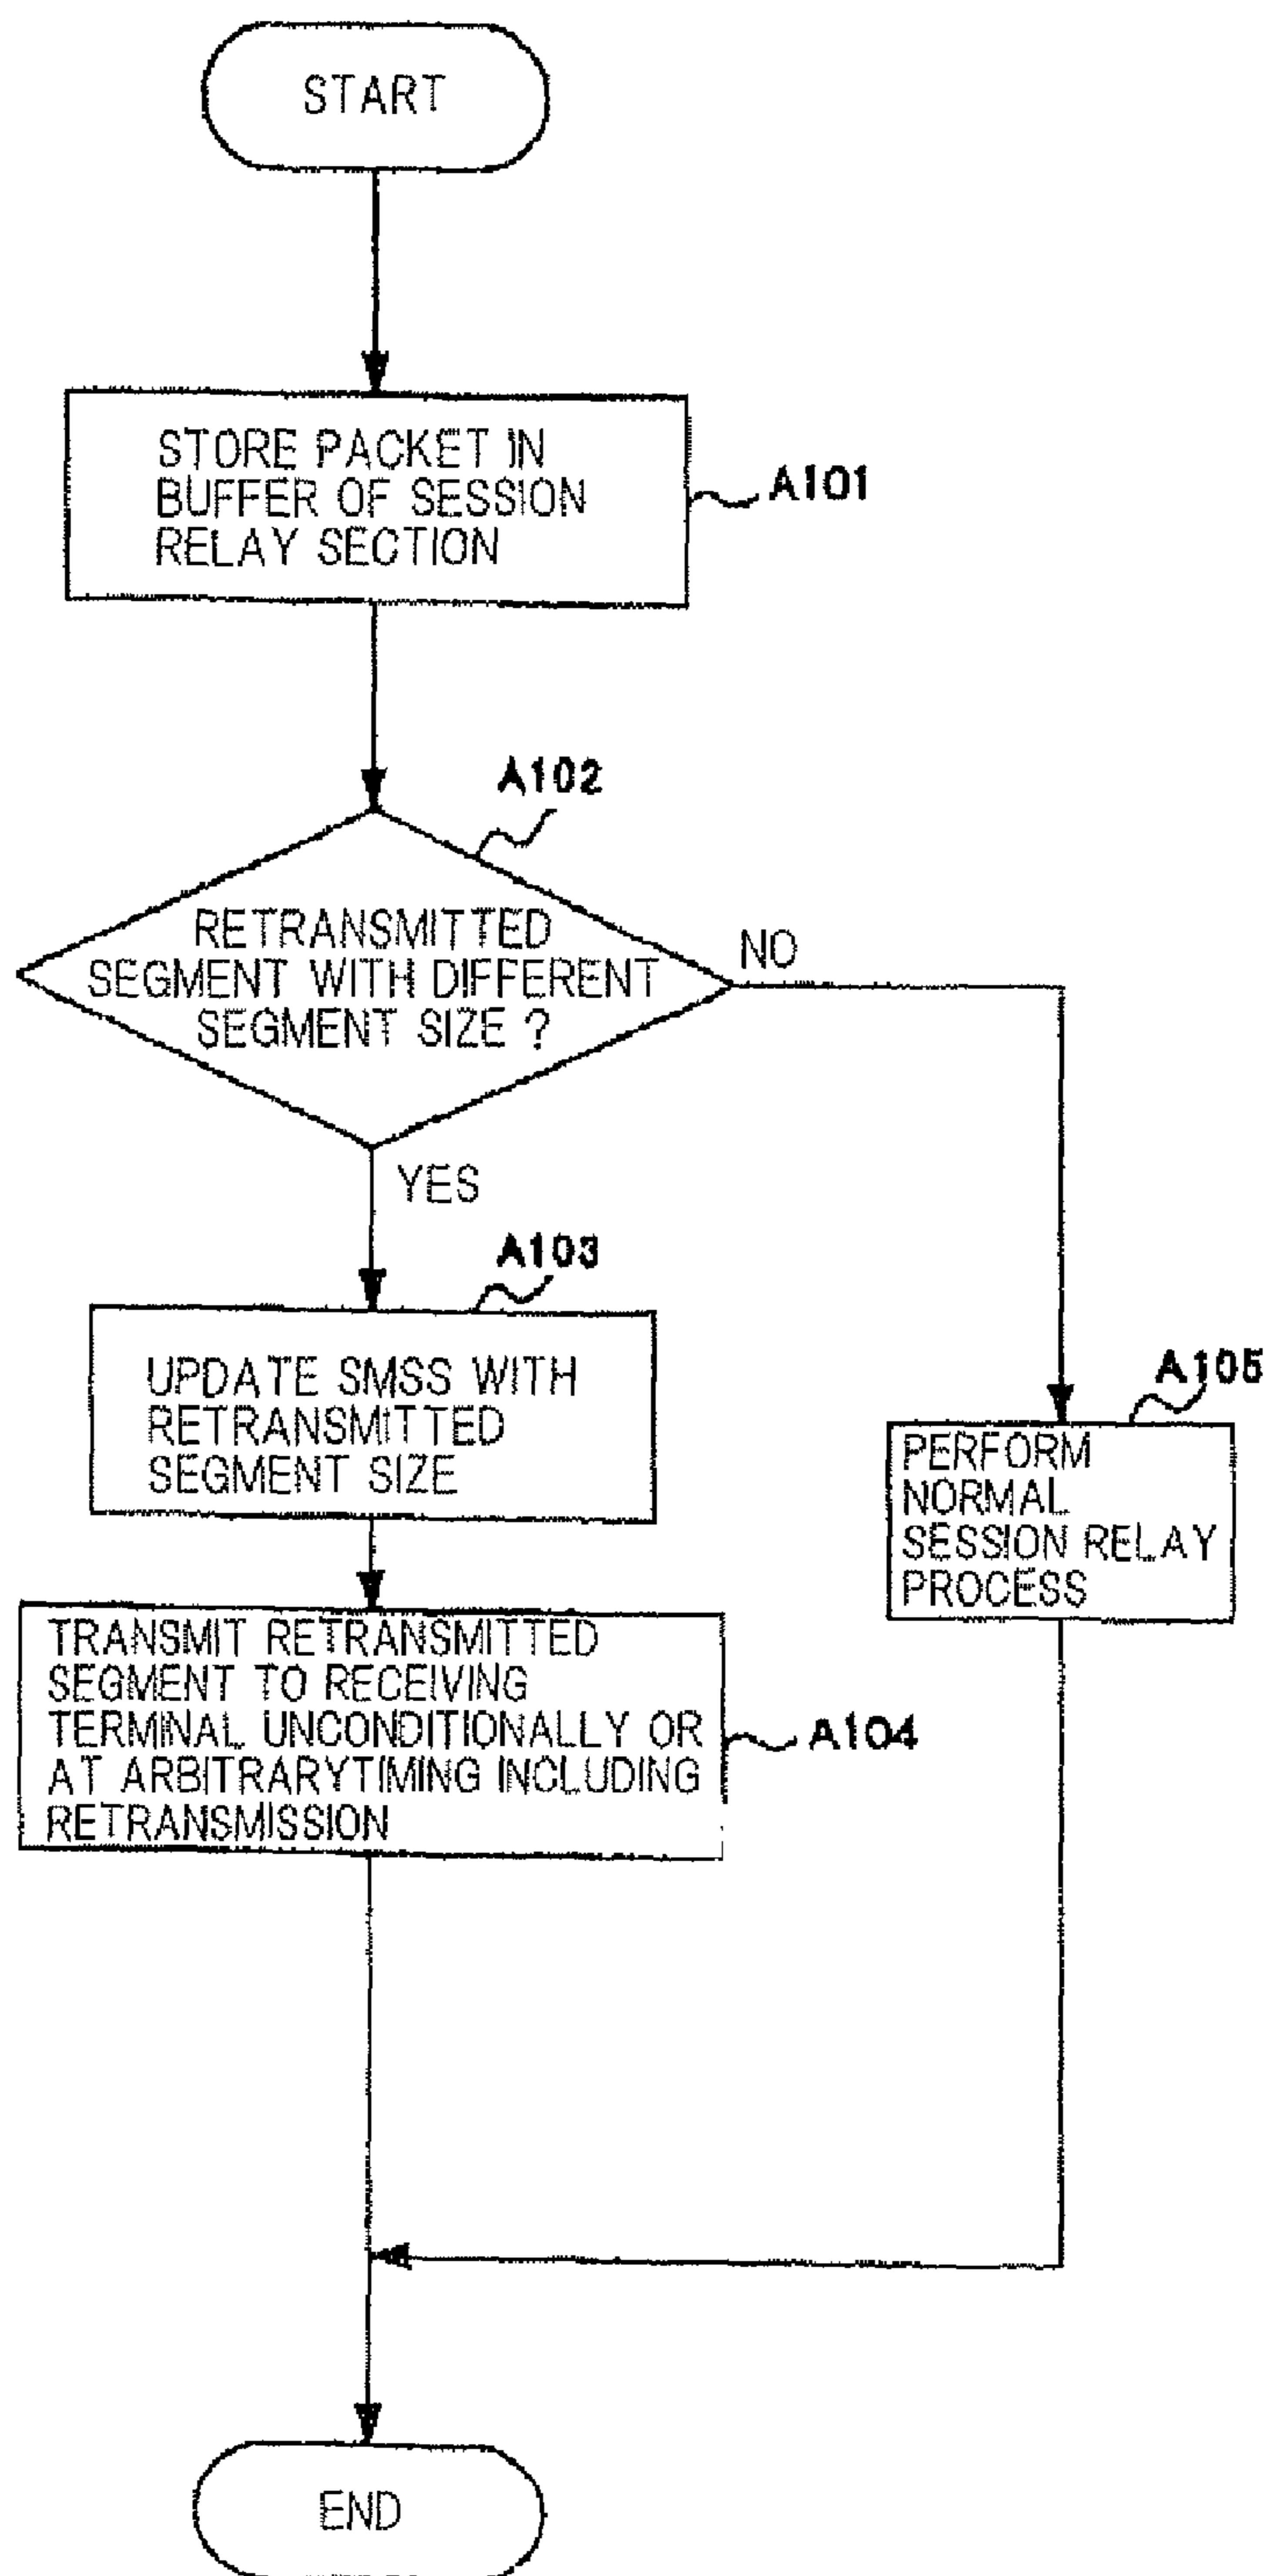 START
STORE PACKET IN
BUFFER OF SESSION
RELAY SECTION
A101
A102
RETRANSMITTED
SEGMENT WITH DIFFERENT
SEGMENT SIZE ?
NO
YES
A103
UPDATE SMSS WITH
RETRANSMITTED
SEGMENT SIZE
A105
PERFORM
NORMAL
SESSION RELAY
PROCESS
TRANSMIT RETRANSMITTED
SEGMENT TO RECEIVING
TERMINAL UNCONDITIONALLY OR
AT ARBITRARYTIMING INCLUDING
RETRANSMISSION
A104
END